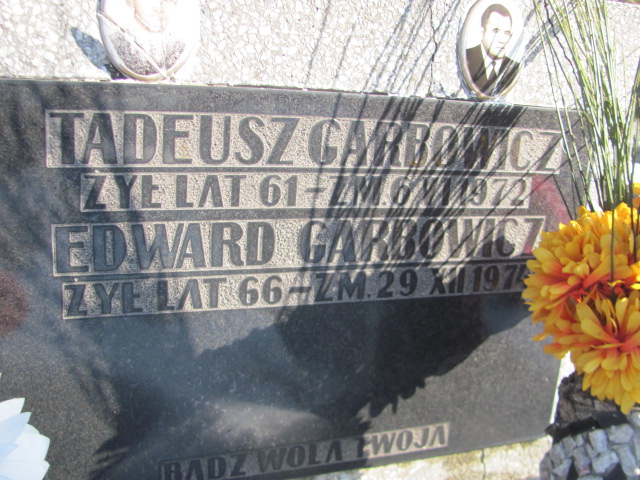 TADEUSZ GARBOWICZ
ŻYŁ LAT 61 – ZM. 6 VI 1972
EDWARD GARBOWICZ
ŻYŁ LAT 66 – ZM. 29 XII
BĄDŹ WOLA TWOJA